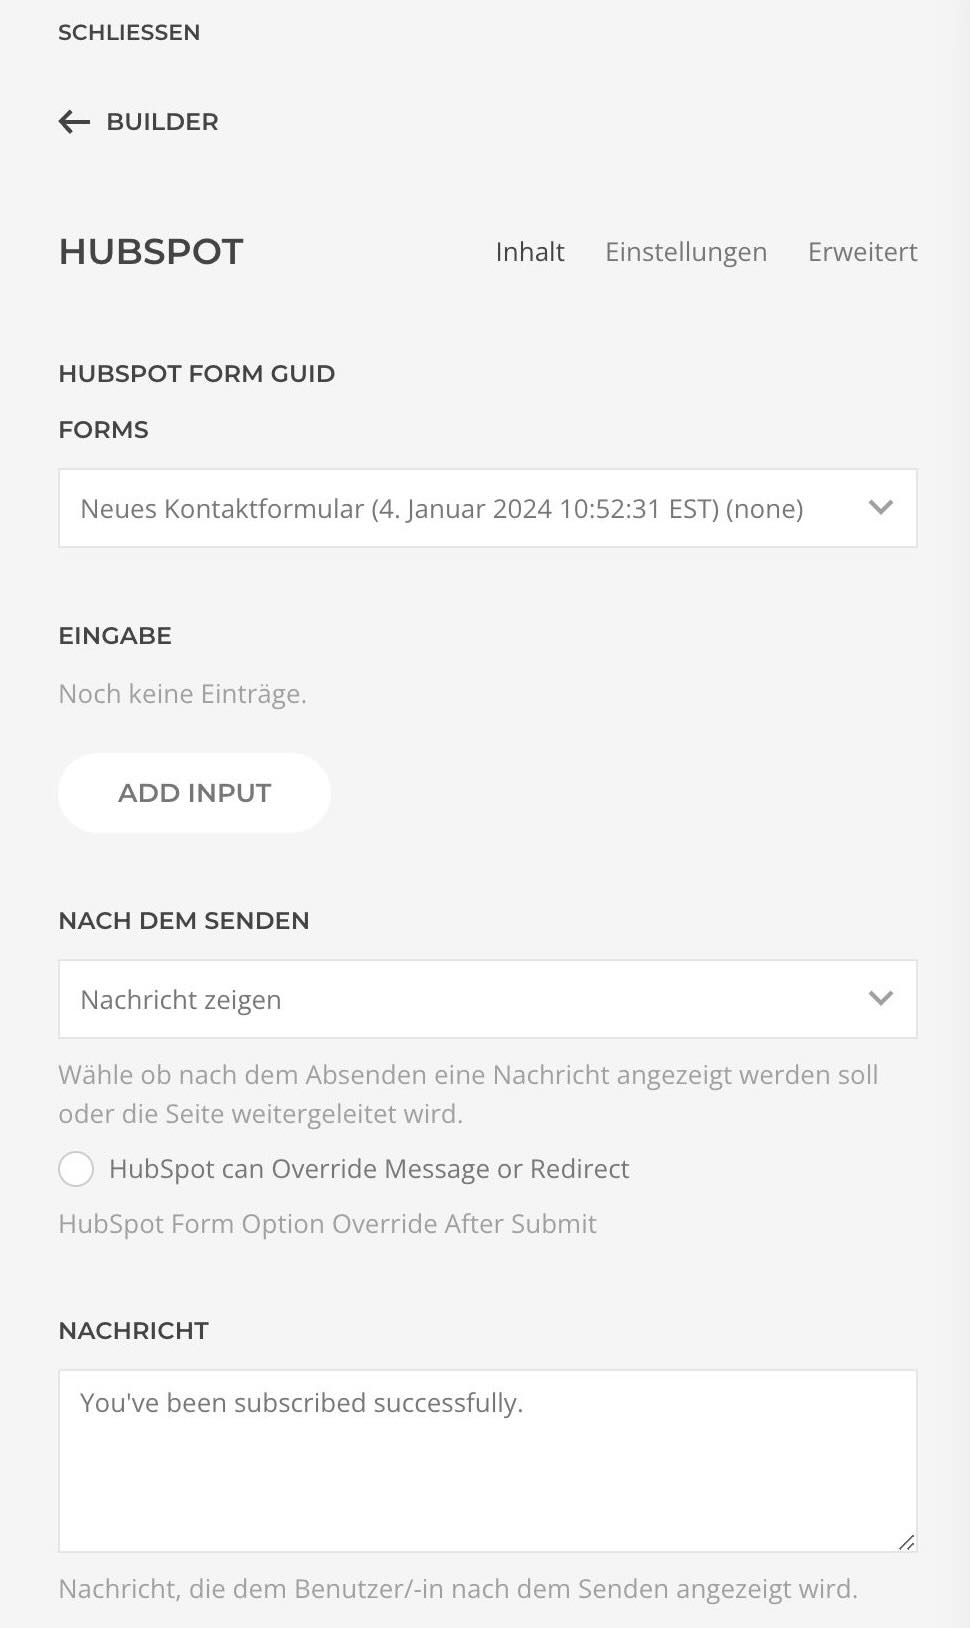 SCHLIESSEN
BUILDER
HUBSPOT
Inhalt Einstellungen Erweitert
HUBSPOT FORM GUID
FORMS
Neues Kontaktformular (4. Januar 2024 10:52:31 EST) (none)
EINGABE
Noch keine Einträge.
ADD INPUT
NACH DEM SENDEN
Nachricht zeigen
Wähle ob nach dem Absenden eine Nachricht angezeigt werden soll
oder die Seite weitergeleitet wird.
HubSpot can Override Message or Redirect
HubSpot Form Option Override After Submit
NACHRICHT
You've been subscribed successfully.
Nachricht, die dem Benutzer/-in nach dem Senden angezeigt wird.